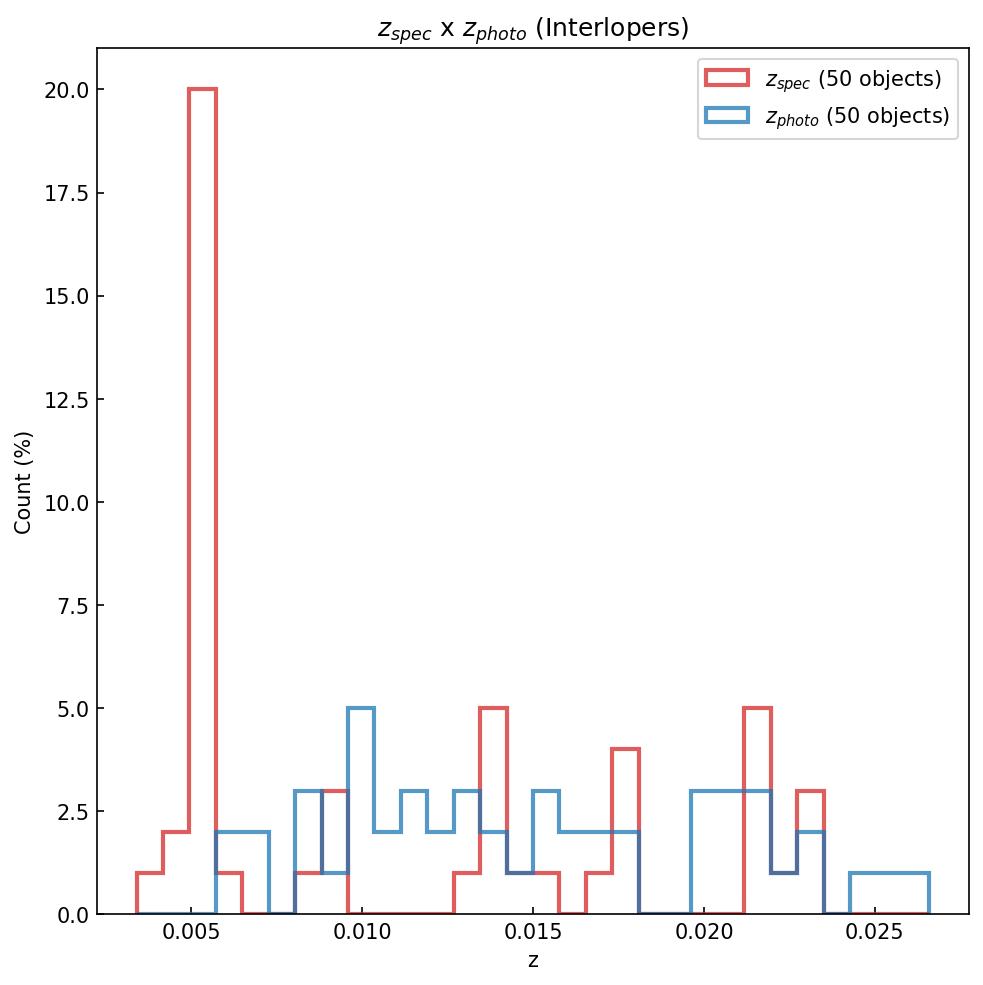 z_spec x z_photo (Interlopers)
z_spec (50 objects)
z_photo (50 objects)
Count (%)
20.0
17.5
15.0
12.5
10.0
7.5
5.0
2.5
0.0
0.005 0.010 0.015 0.020 0.025
z